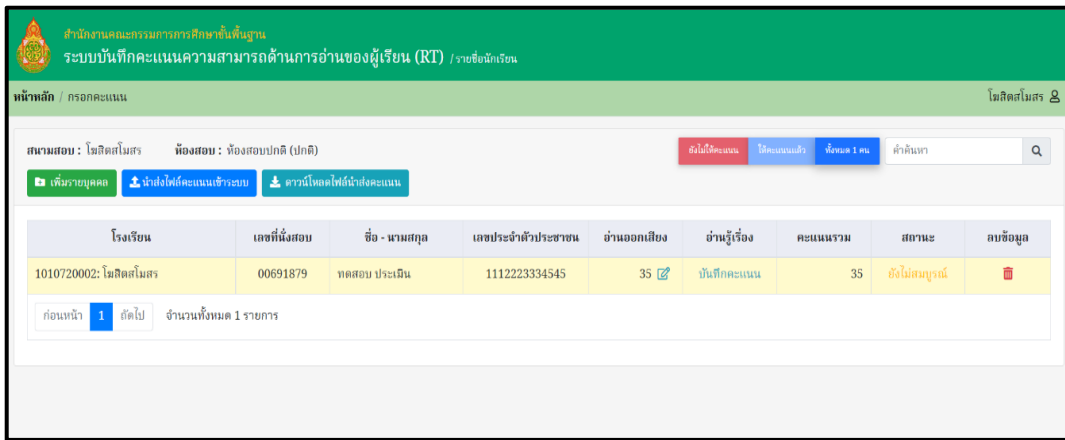 สำนักงานคณะกรรมการการศึกษาขั้นพื้นฐาน
ระบบบันทึกคะแนนความสามารถด้านการอ่านของผู้เรียน (RT) / รายชื่อนักเรียน
หน้าหลัก / กรอกคะแนน โฆสิตสโมสร
สนามสอบ : โฆสิตสโมสร ห้องสอบ : ห้องสอบปกติ (ปกติ) ยังไม่ให้คะแนน ให้คะแนนแล้ว ทั้งหมด 1 คน คำค้นหา
เพิ่มรายบุคคล นำส่งไฟล์คะแนนเข้าระบบ ดาวน์โหลดไฟล์นำส่งคะแนน
โรงเรียน เลขที่นั่งสอบ ชื่อ - นามสกุล เลขประจำตัวประชาชน อ่านออกเสียง อ่านรู้เรื่อง คะแนนรวม สถานะ ลบข้อมูล
1010720002: โฆสิตสโมสร 00691879 ทดสอบ ประเมิน 1112223334545 35 บันทึกคะแนน 35 ยังไม่สมบูรณ์
ก่อนหน้า 1 ถัดไป จำนวนทั้งหมด 1 รายการ